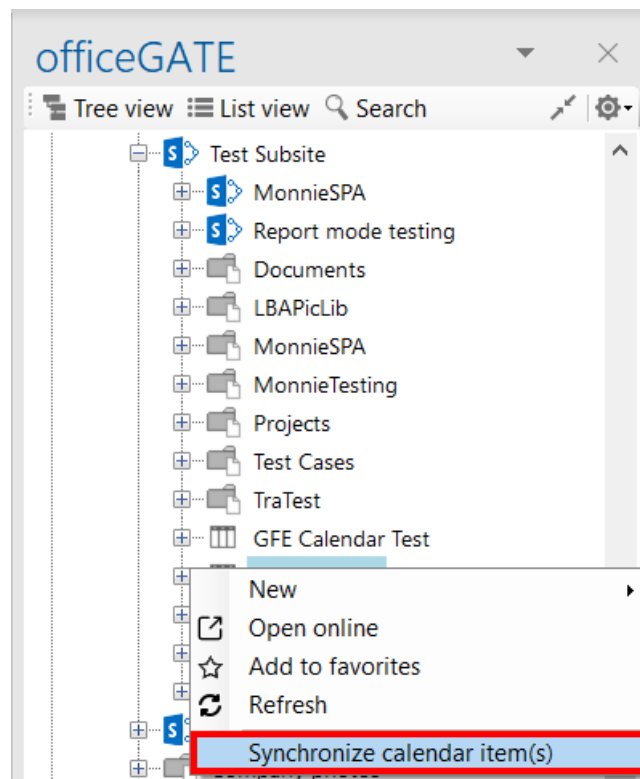 officeGATE
Tree view List view Search
Test Subsite
MonnieSPA
Report mode testing
Documents
LBAPicLib
MonnieSPA
MonnieTesting
Projects
Test Cases
TraTest
GFE Calendar Test
New
Open online
Add to favorites
Refresh
Synchronize calendar item(s)